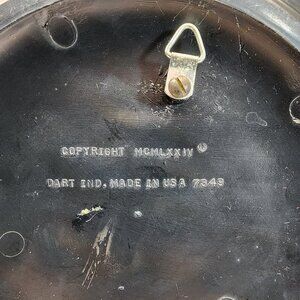 COPYRIGHT MCMLXXIV ©
DART IND. MADE IN USA 7349